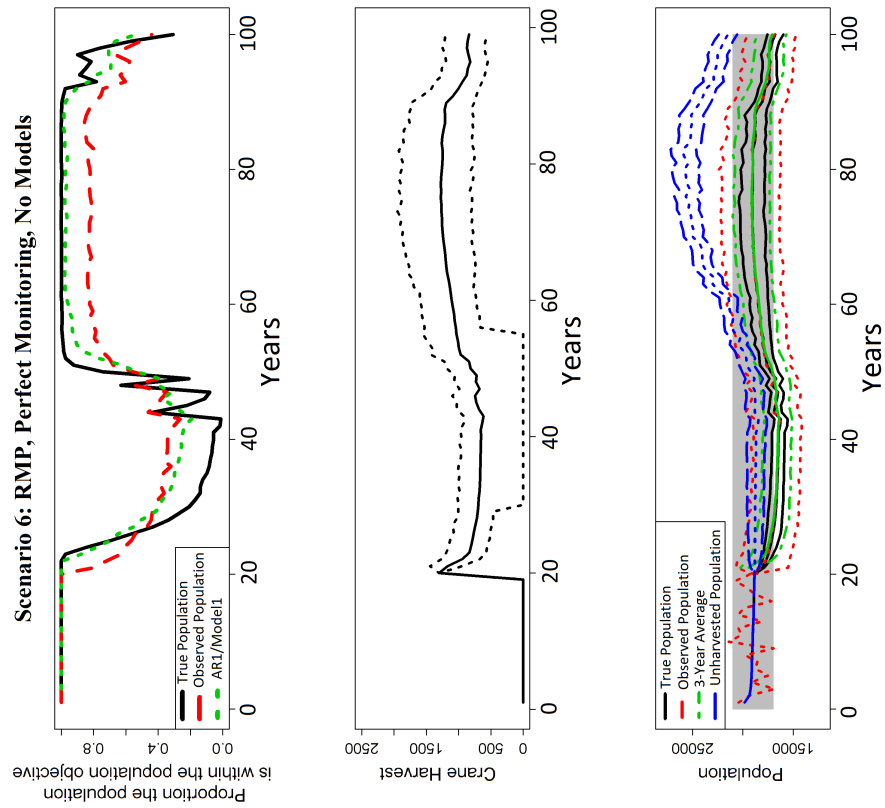 Scenario 6: RMP, Perfect Monitoring, No Models
Proportion the population
is within the population objective
0.0 0.4 0.8
True Population
Observed Population
AR1/Model1
0 20 40 60 80 100
Years
Crane Harvest
0 500 1500 2500
0 20 40 60 80 100
Years
Population
15000 25000
True Population
Observed Population
3-Year Average
Unharvested Population
0 20 40 60 80 100
Years